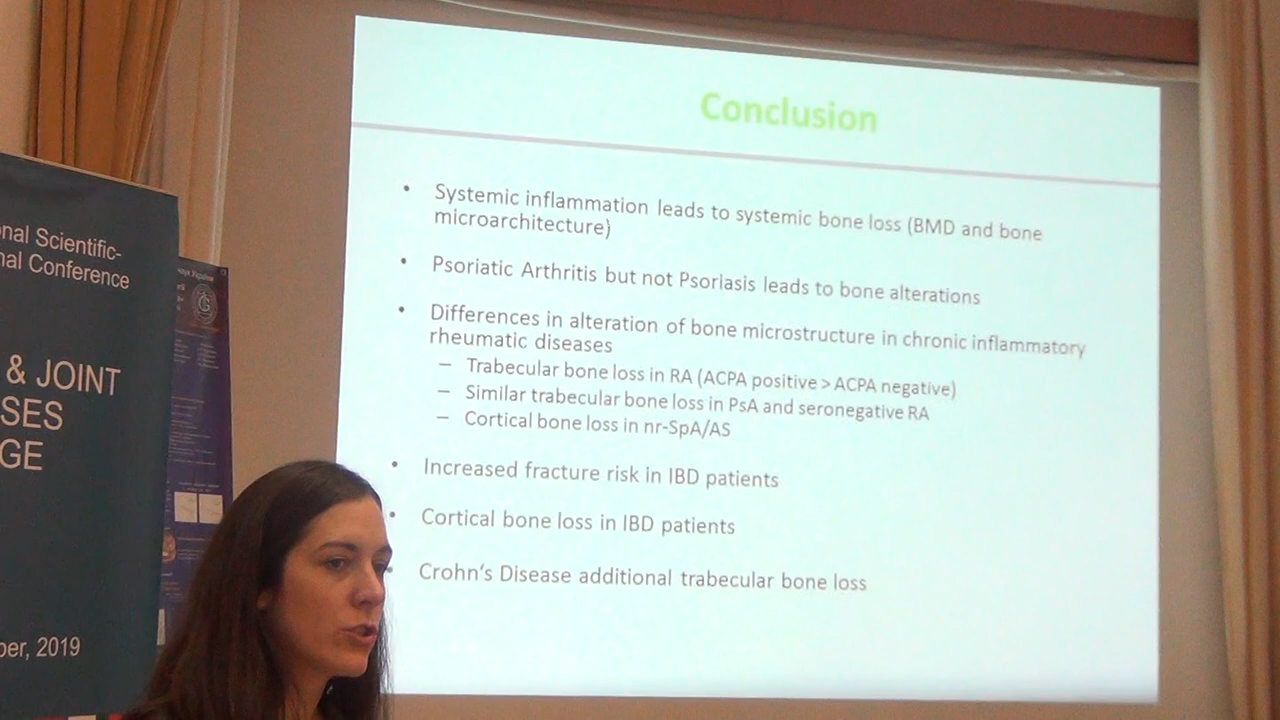 Conclusion
• Systemic inflammation leads to systemic bone loss (BMD and bone
microarchitecture)
• Psoriatic Arthritis but not Psoriasis leads to bone alterations
• Differences in alteration of bone microstructure in chronic inflammatory
rheumatic diseases
– Trabecular bone loss in RA (ACPA positive > ACPA negative)
– Similar trabecular bone loss in PsA and seronegative RA
– Cortical bone loss in nr-SpA/AS
• Increased fracture risk in IBD patients
• Cortical bone loss in IBD patients
• Crohn‘s Disease additional trabecular bone loss
nal Scientific-
nal Conference
& JOINT
SES
GE
ber, 2019